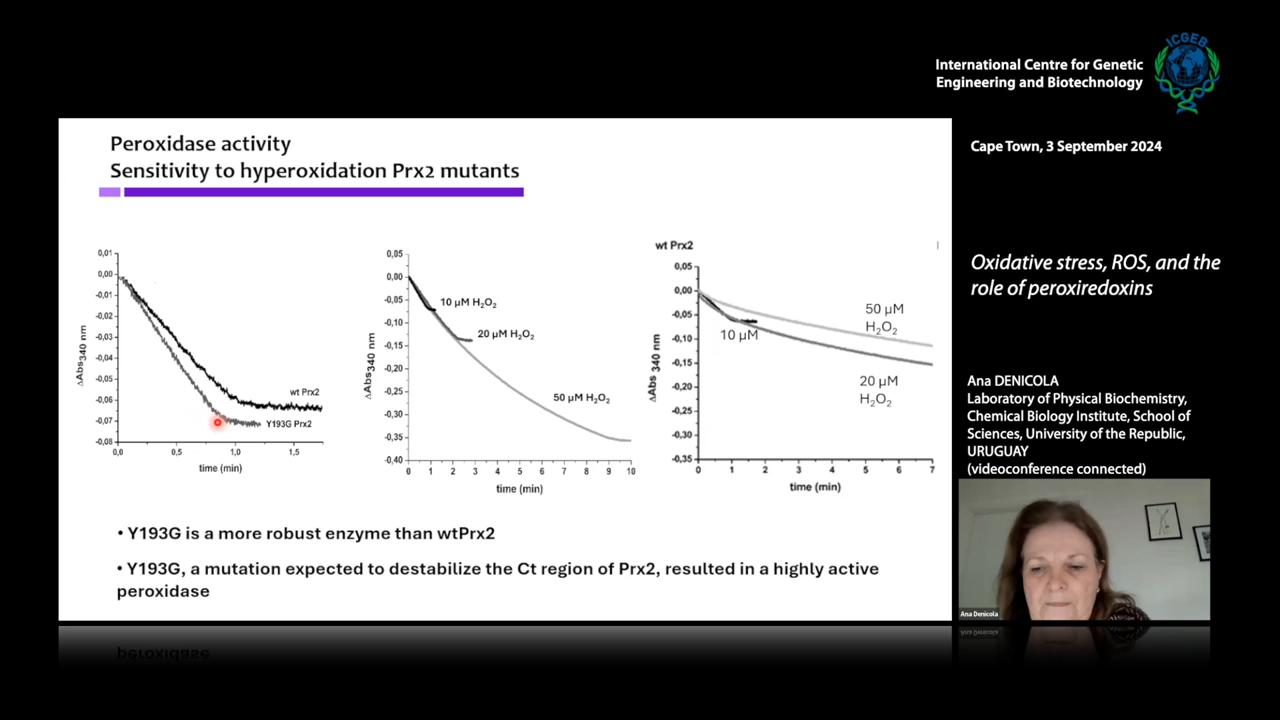 International Centre for Genetic
Engineering and Biotechnology
ICGEB
Cape Town, 3 September 2024
Oxidative stress, ROS, and the
role of peroxiredoxins
Ana DENICOLA
Laboratory of Physical Biochemistry,
Chemical Biology Institute, School of
Sciences, University of the Republic,
URUGUAY
(videoconference connected)
Ana Denicola
Peroxidase activity
Sensitivity to hyperoxidation Prx2 mutants
0,01
0,00
-0,01
-0,02
-0,03
-0,04
-0,05
-0,06
-0,07
-0,08
ΔAbs340 nm
wt Prx2
Y193G Prx2
0,0 0,5 1,0 1,5
time (min)
0,05
0,00
-0,05
-0,10
-0,15
-0,20
-0,25
-0,30
-0,35
-0,40
ΔAbs340 nm
10 µM H2O2
20 µM H2O2
50 µM H2O2
0 1 2 3 4 5 6 7 8 9 10
time (min)
wt Prx2
0,05
0,00
-0,05
-0,10
-0,15
-0,20
-0,25
-0,30
-0,35
ΔAbs 340 nm
50 µM
H2O2
10 µM
20 µM
H2O2
0 1 2 3 4 5 6 7
time (min)
• Y193G is a more robust enzyme than wtPrx2
• Y193G, a mutation expected to destabilize the Ct region of Prx2, resulted in a highly active
peroxidase